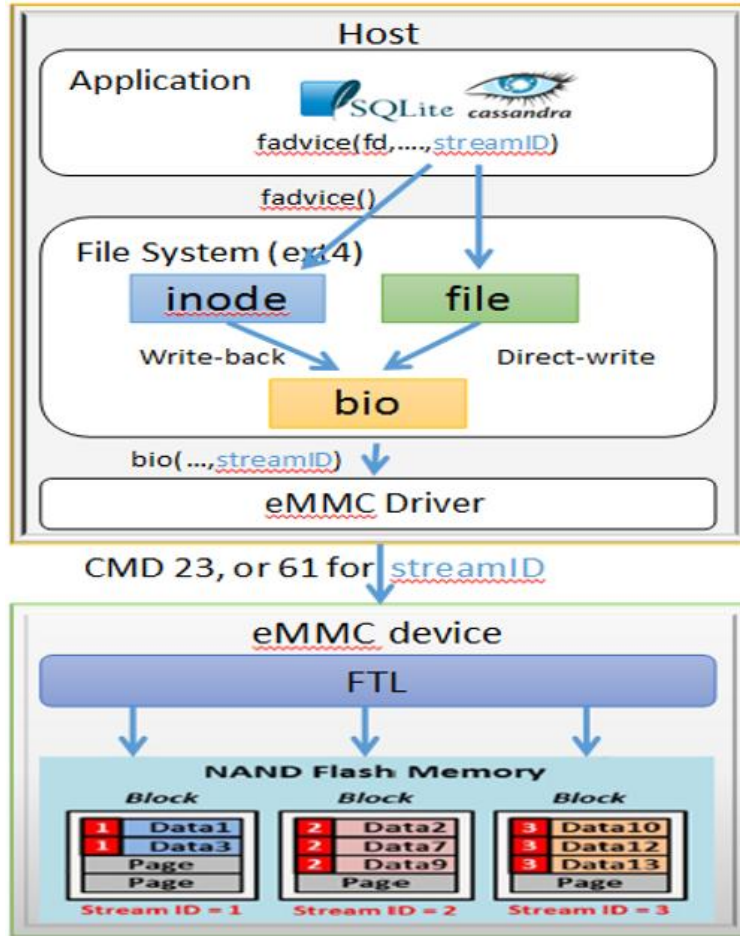 Host
Application
SQLite cassandra
fadvice(fd,....,streamID)
fadvice()
File System (ext4)
inode file
Write-back Direct-write
bio
bio(...,streamID)
eMMC Driver
CMD 23, or 61 for streamID
eMMC device
FTL
NAND Flash Memory
Block Block Block
1 Data1 2 Data2 3 Data10
1 Data3 2 Data7 3 Data12
Page 2 Data9 3 Data13
Page Page Page
Stream ID = 1 Stream ID = 2 Stream ID = 3